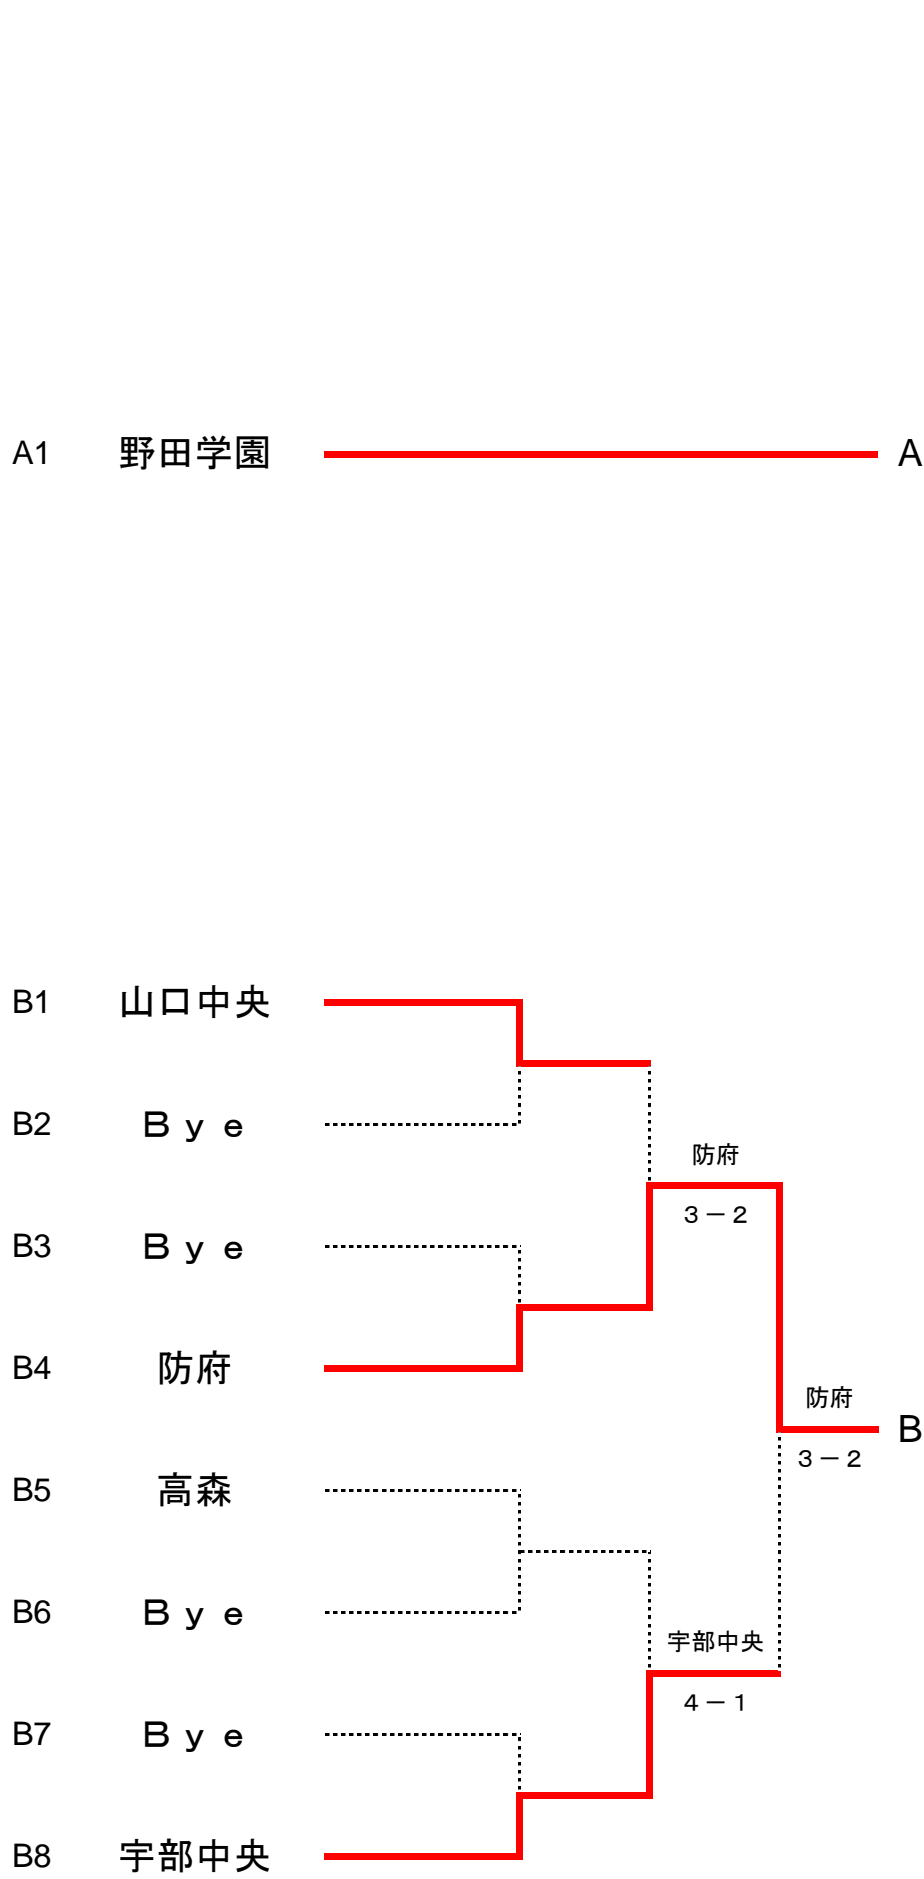 A1 野田学園 A
B1 山口中央
B2 Ｂｙｅ
防府
３－２
B3 Ｂｙｅ
B4 防府
防府
B
３－２
B5 高森
B6 Ｂｙｅ
宇部中央
４－１
B7 Ｂｙｅ
B8 宇部中央